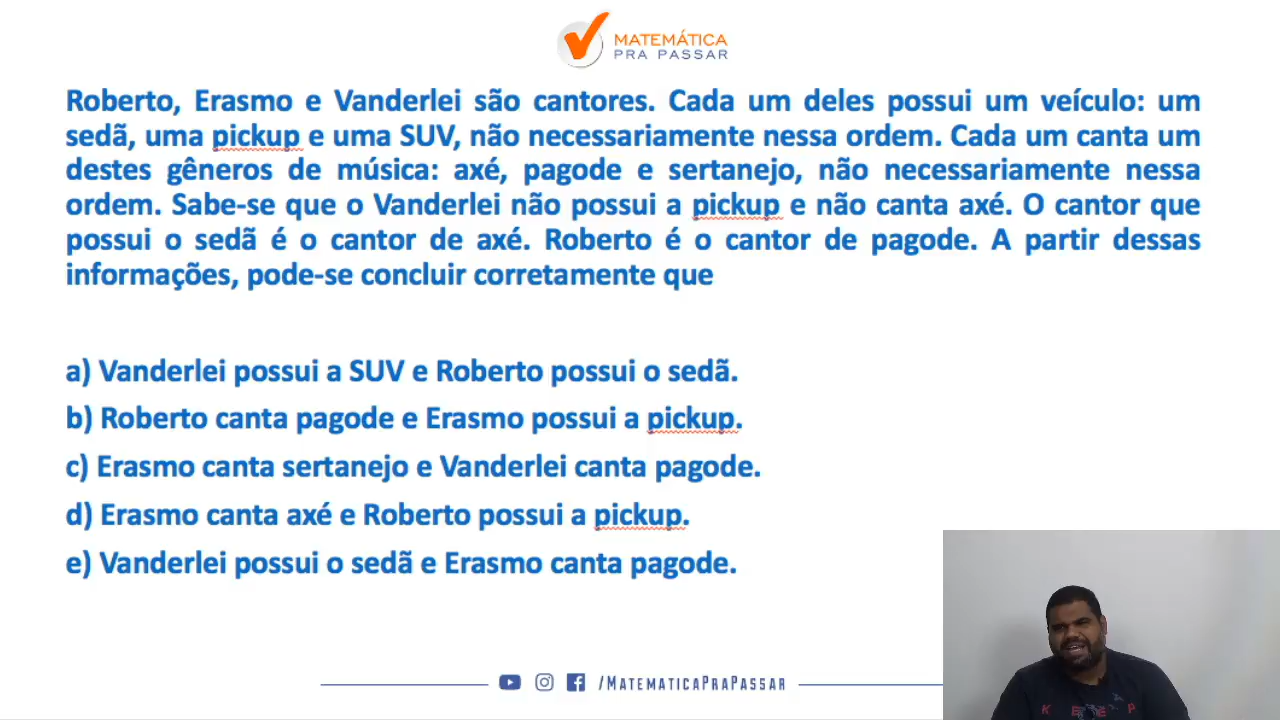 MATEMÁTICA
PRA PASSAR
Roberto, Erasmo e Vanderlei são cantores. Cada um deles possui um veículo: um
sedã, uma pickup e uma SUV, não necessariamente nessa ordem. Cada um canta um
destes gêneros de música: axé, pagode e sertanejo, não necessariamente nessa
ordem. Sabe-se que o Vanderlei não possui a pickup e não canta axé. O cantor que
possui o sedã é o cantor de axé. Roberto é o cantor de pagode. A partir dessas
informações, pode-se concluir corretamente que
a) Vanderlei possui a SUV e Roberto possui o sedã.
b) Roberto canta pagode e Erasmo possui a pickup.
c) Erasmo canta sertanejo e Vanderlei canta pagode.
d) Erasmo canta axé e Roberto possui a pickup.
e) Vanderlei possui o sedã e Erasmo canta pagode.
/MATEMATICAPRAPASSAR